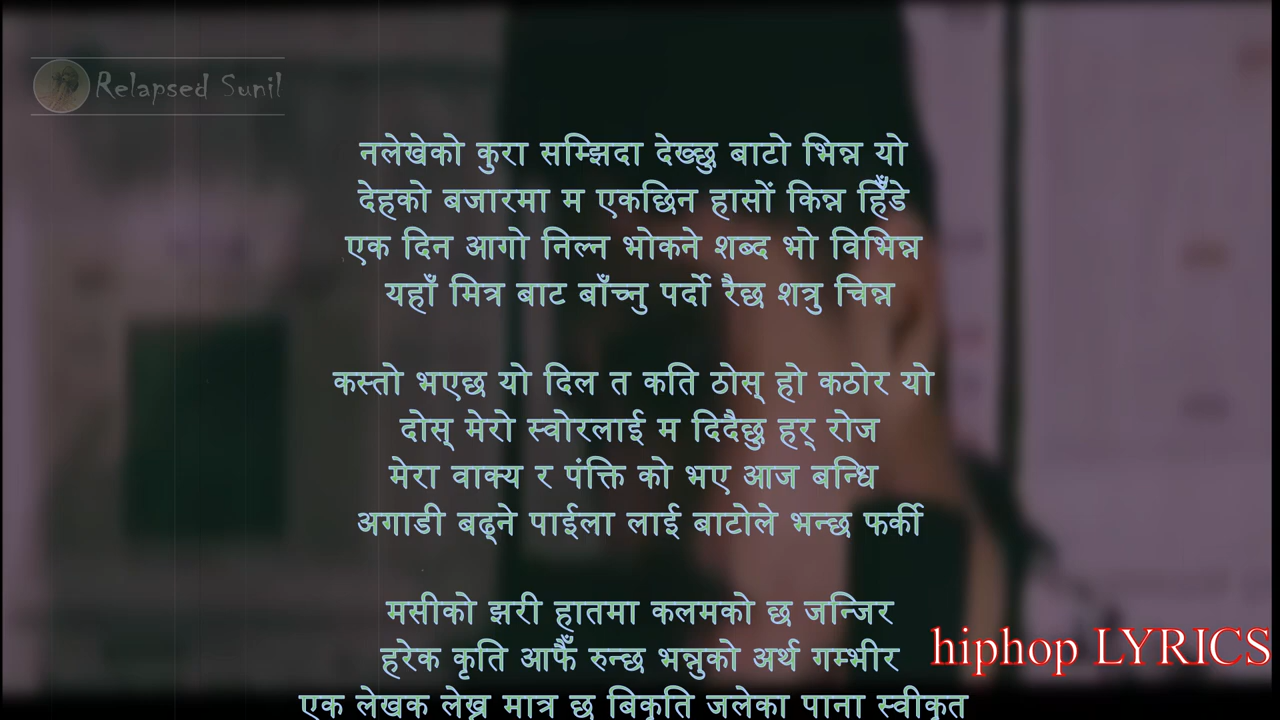 Relapsed Sunil
नलेखेको कुरा सम्झिदा देख्छु बाटो भिन्न यो
देहको बजारमा म एकछिन हासों किन्न हिँडे
एक दिन आगो निल्न भोकने शब्द भो विभिन्न
यहाँ मित्र बाट बाँच्नु पर्दो रैछ शत्रु चिन्न
कस्तो भएछ यो दिल त कति ठोस् हो कठोर यो
दोस् मेरो स्वोरलाई म दिदैछु हर् रोज
मेरा वाक्य र पंक्ति को भए आज बन्धि
अगाडी बढ्ने पाईला लाई बाटोले भन्छ फर्की
मसीको झरी हातमा कलमको छ जन्जिर
हरेक कृति आफैँ रुन्छ भन्नुको अर्थ गम्भीर
hiphop LYRICS
एक लेखक लेख्न मात्र छ बिकृति जलेका पाना स्वीकृत